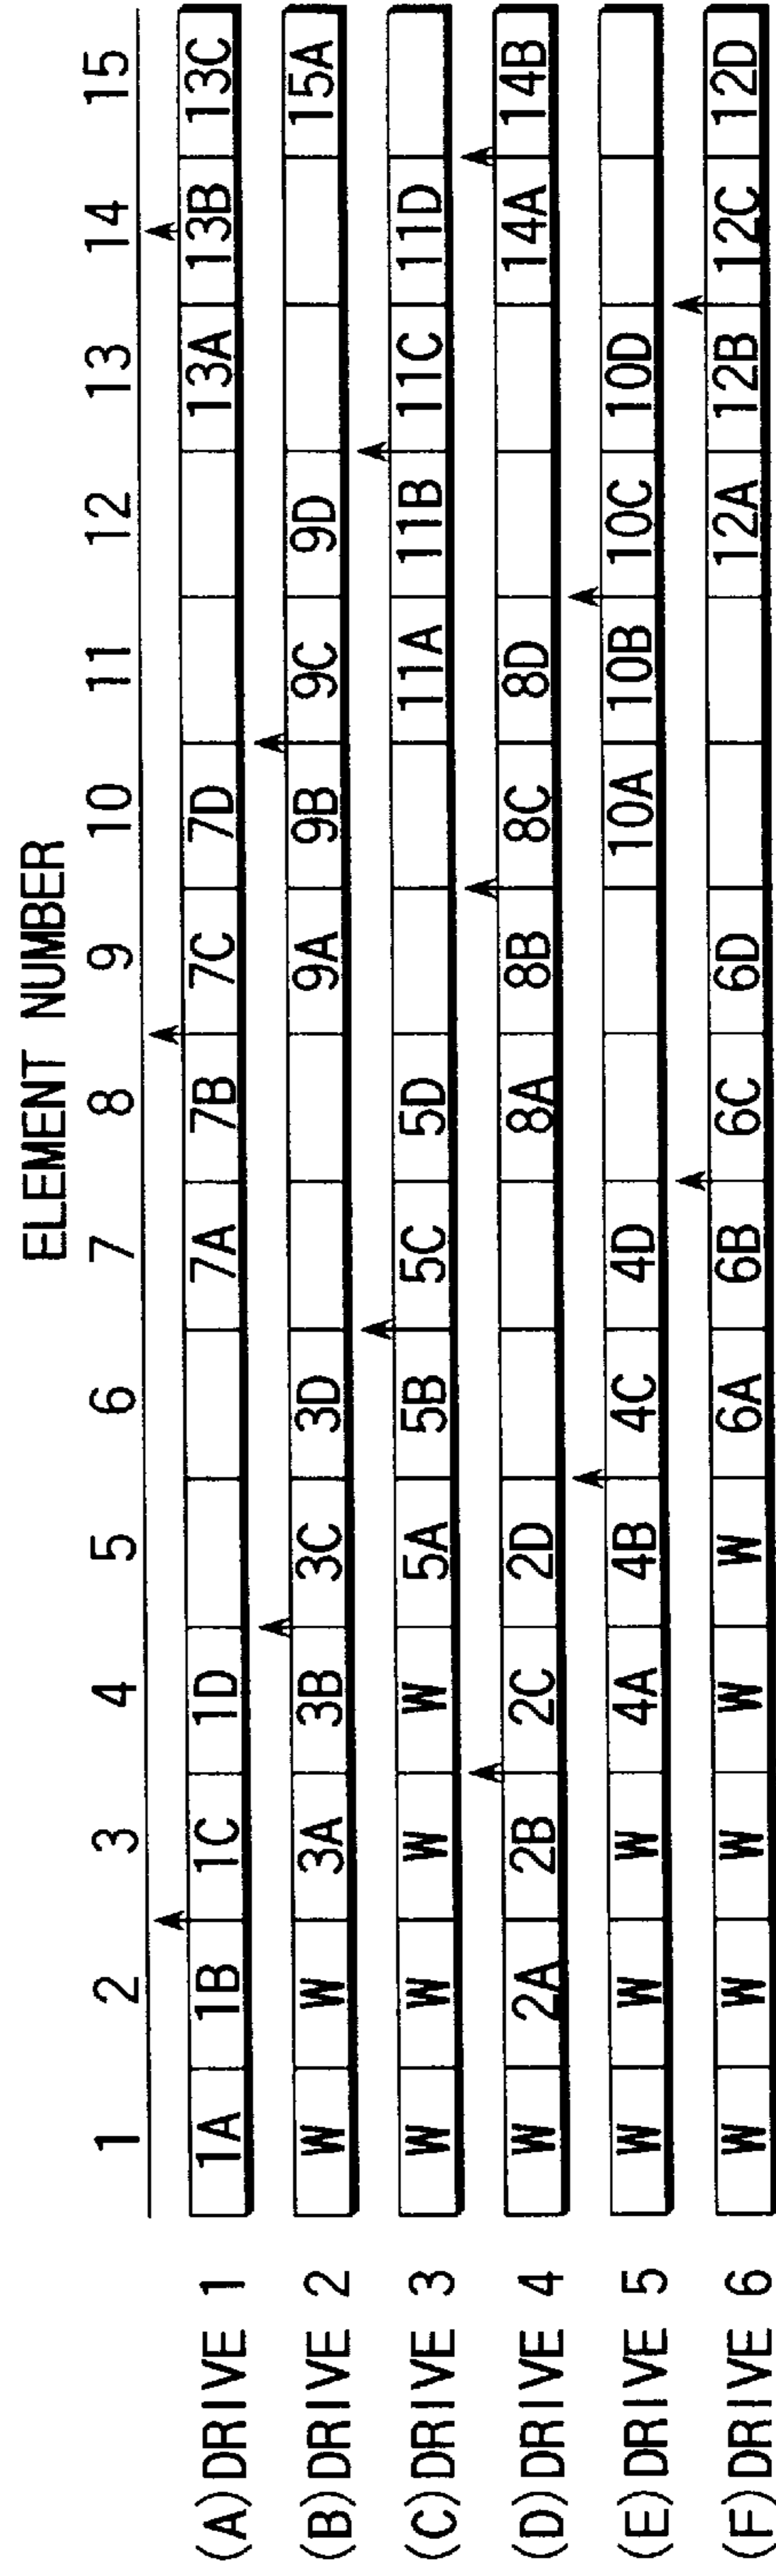 ELEMENT NUMBER
1 2 3 4 5 6 7 8 9 10 11 12 13 14 15
(A)DRIVE 1 1A 1B 1C 1D 7A 7B 7C 7D 13A 13B 13C
(B)DRIVE 2 W W 3A 3B 3C 3D 9A 9B 9C 9D 15A
(C)DRIVE 3 W W W W 5A 5B 5C 5D 11A 11B 11C 11D
(D)DRIVE 4 W 2A 2B 2C 2D 8A 8B 8C 8D 14A 14B
(E)DRIVE 5 W W W 4A 4B 4C 4D 10A 10B 10C 10D
(F)DRIVE 6 W W W W W 6A 6B 6C 6D 12A 12B 12C 12D